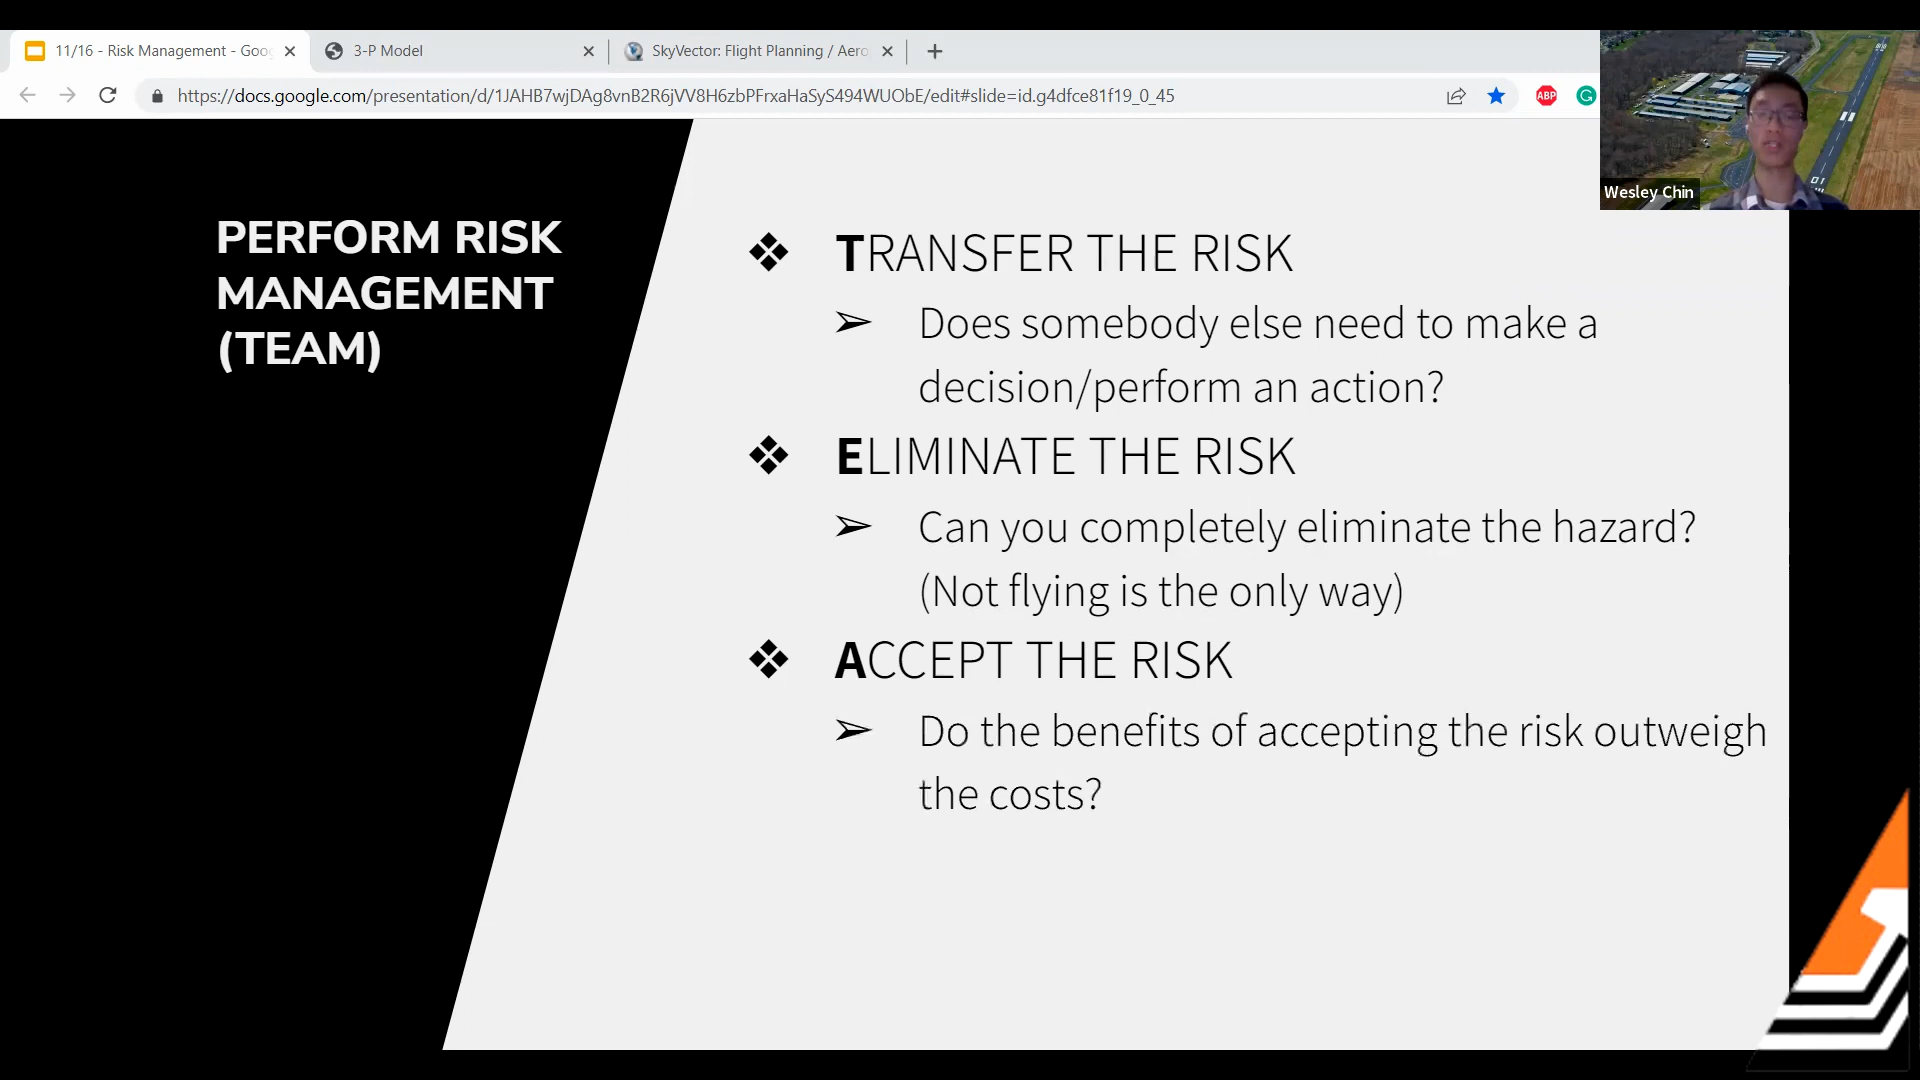 11/16 - Risk Management - Goo
3-P Model
SkyVector: Flight Planning / Aero
https://docs.google.com/presentation/d/1JAHB7wjDAg8vnB2R6jVV8H6zbPFrxaHaSyS494WUObE/edit#slide=id.g4dfce81f19_0_45
ABP
G
Wesley Chin
01
PERFORM RISK
MANAGEMENT
(TEAM)
❖ TRANSFER THE RISK
➢ Does somebody else need to make a
decision/perform an action?
❖ ELIMINATE THE RISK
➢ Can you completely eliminate the hazard?
(Not flying is the only way)
❖ ACCEPT THE RISK
➢ Do the benefits of accepting the risk outweigh
the costs?